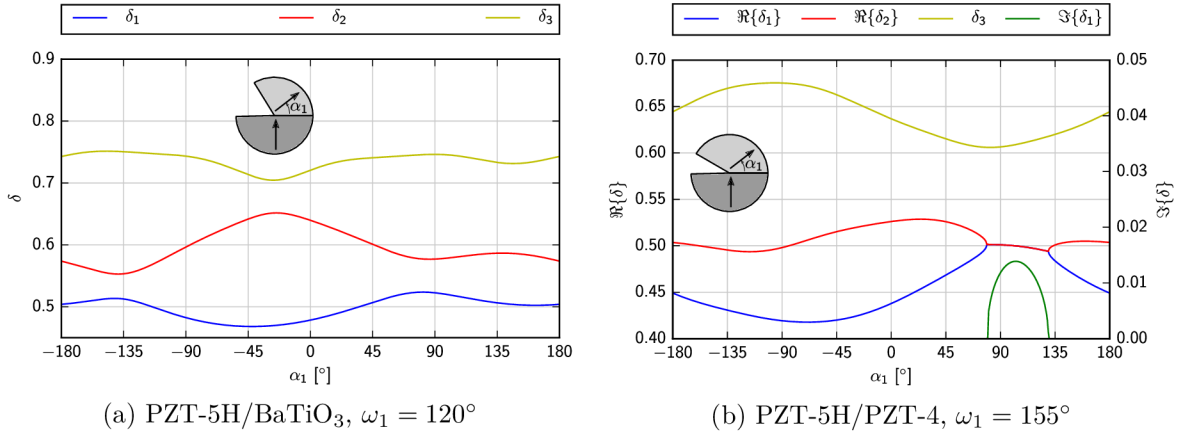 δ₁ δ₂ δ₃
0.9
0.8
0.7
0.6
0.5
δ
α₁
−180 −135 −90 −45 0 45 90 135 180
α₁ [°]
(a) PZT-5H/BaTiO₃, ω₁ = 120°
ℜ{δ₁} ℜ{δ₂} δ₃ ℑ{δ₁}
0.70
0.65
0.60
0.55
0.50
0.45
0.40
ℜ{δ}
α₁
0.05
0.04
0.03
0.02
0.01
0.00
ℑ{δ}
−180 −135 −90 −45 0 45 90 135 180
α₁ [°]
(b) PZT-5H/PZT-4, ω₁ = 155°